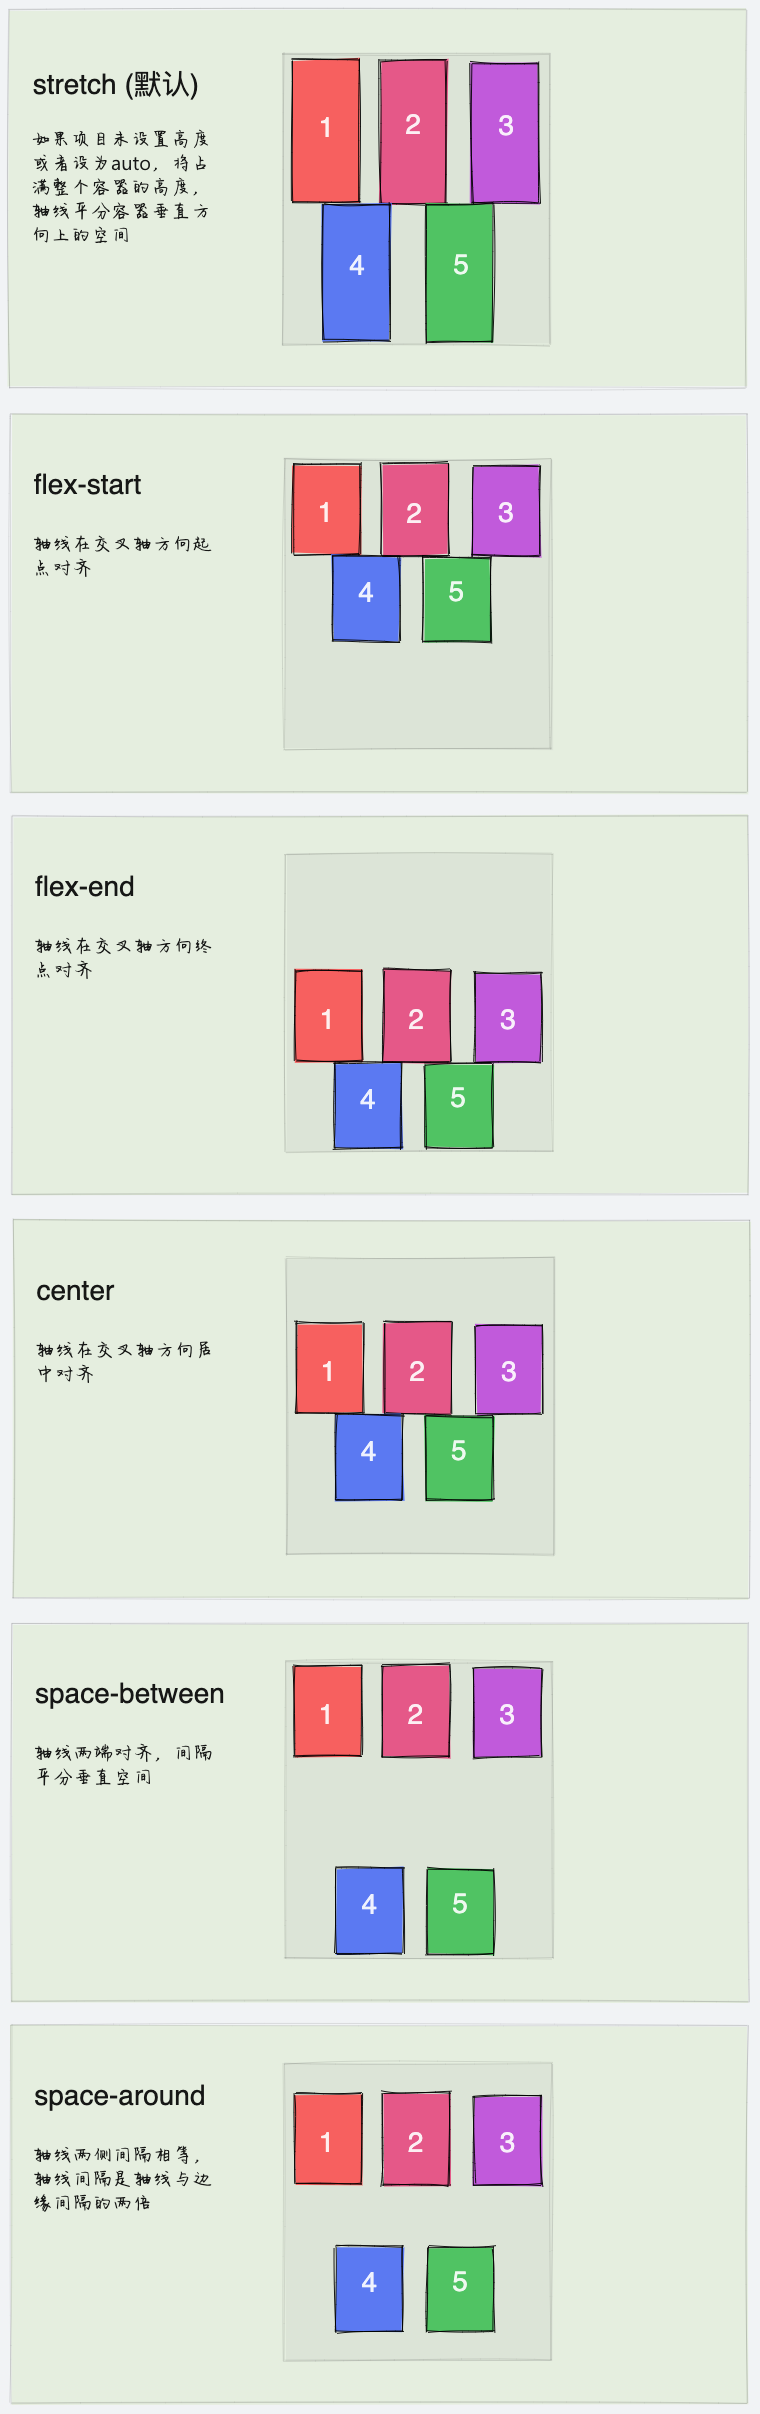 stretch (默认)
如果项目未设置高度
或者设为auto，将占
满整个容器的高度，
轴线平分容器垂直方
向上的空间
1
2
3
4
5
flex-start
轴线在交叉轴方向起
点对齐
1
2
3
4
5
flex-end
轴线在交叉轴方向终
点对齐
1
2
3
4
5
center
轴线在交叉轴方向居
中对齐
1
2
3
4
5
space-between
轴线两端对齐，间隔
平分垂直空间
1
2
3
4
5
space-around
轴线两侧间隔相等，
轴线间隔是轴线与边
缘间隔的两倍
1
2
3
4
5